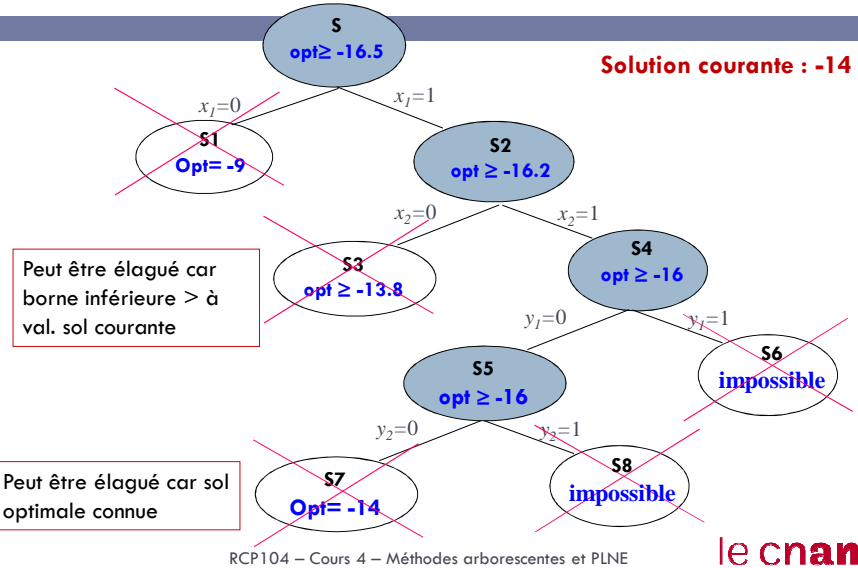 S
opt≥ -16.5
Solution courante : -14
x1=0
x1=1
S1
Opt= -9
S2
opt ≥ -16.2
x2=0
x2=1
Peut être élagué car
borne inférieure > à
val. sol courante
S3
opt ≥ -13.8
S4
opt ≥ -16
y1=0
y1=1
S5
opt ≥ -16
S6
impossible
y2=0
y2=1
Peut être élagué car sol
optimale connue
S7
Opt= -14
S8
impossible
RCP104 – Cours 4 – Méthodes arborescentes et PLNE
le cnam